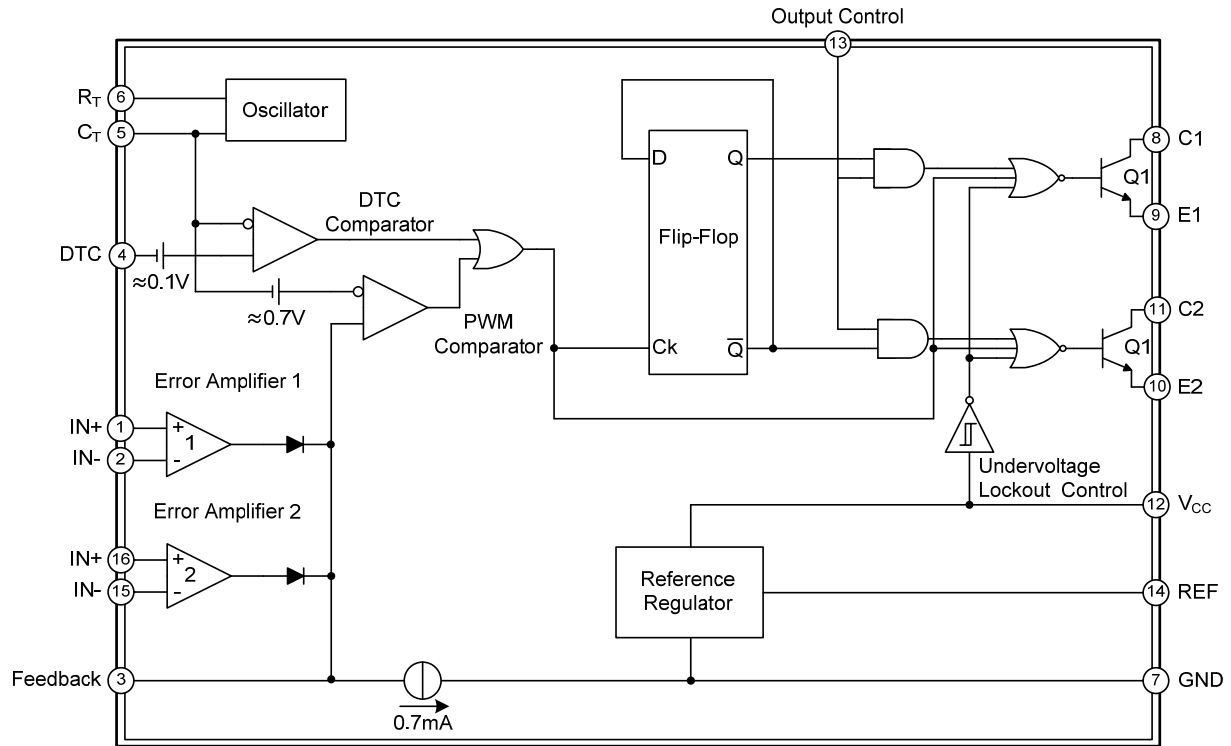 Output Control
13
R_T
6
Oscillator
C_T
5
D
Q
8
C1
Q1
DTC
Comparator
9
E1
DTC
4
Flip-Flop
≈0.1V
≈0.7V
PWM
Comparator
Ck
Q̅
11
C2
Q1
10
E2
Error Amplifier 1
IN+
1
+
1
IN-
2
-
Undervoltage
Lockout Control
Error Amplifier 2
12
V_CC
IN+
16
+
2
IN-
15
-
Reference
Regulator
14
REF
Feedback
3
0.7mA
7
GND